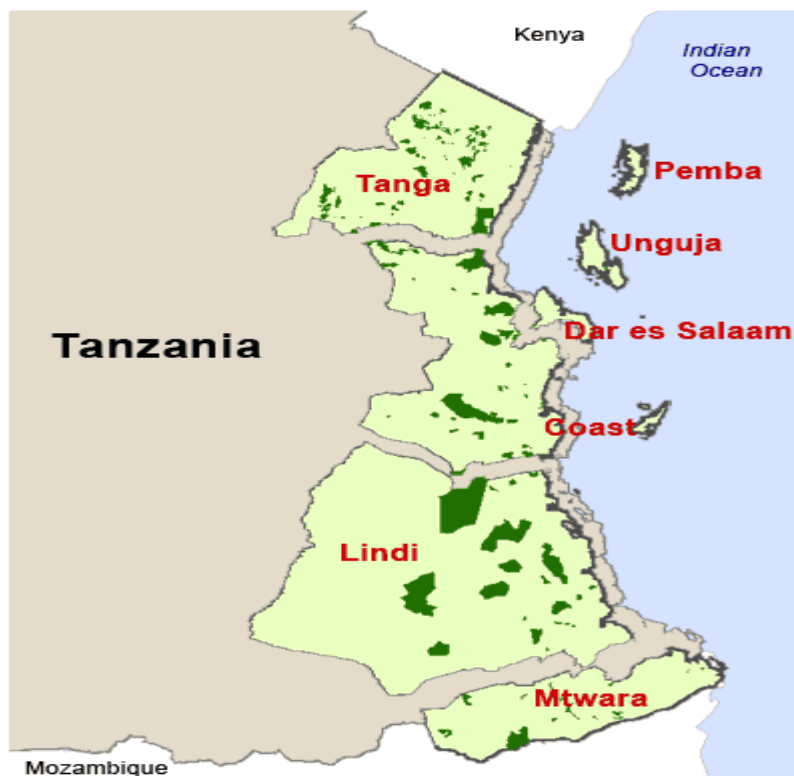 Kenya
Indian
Ocean
Tanga
Pemba
Unguja
Dar es Salaam
Tanzania
Coast
Lindi
Mtwara
Mozambique